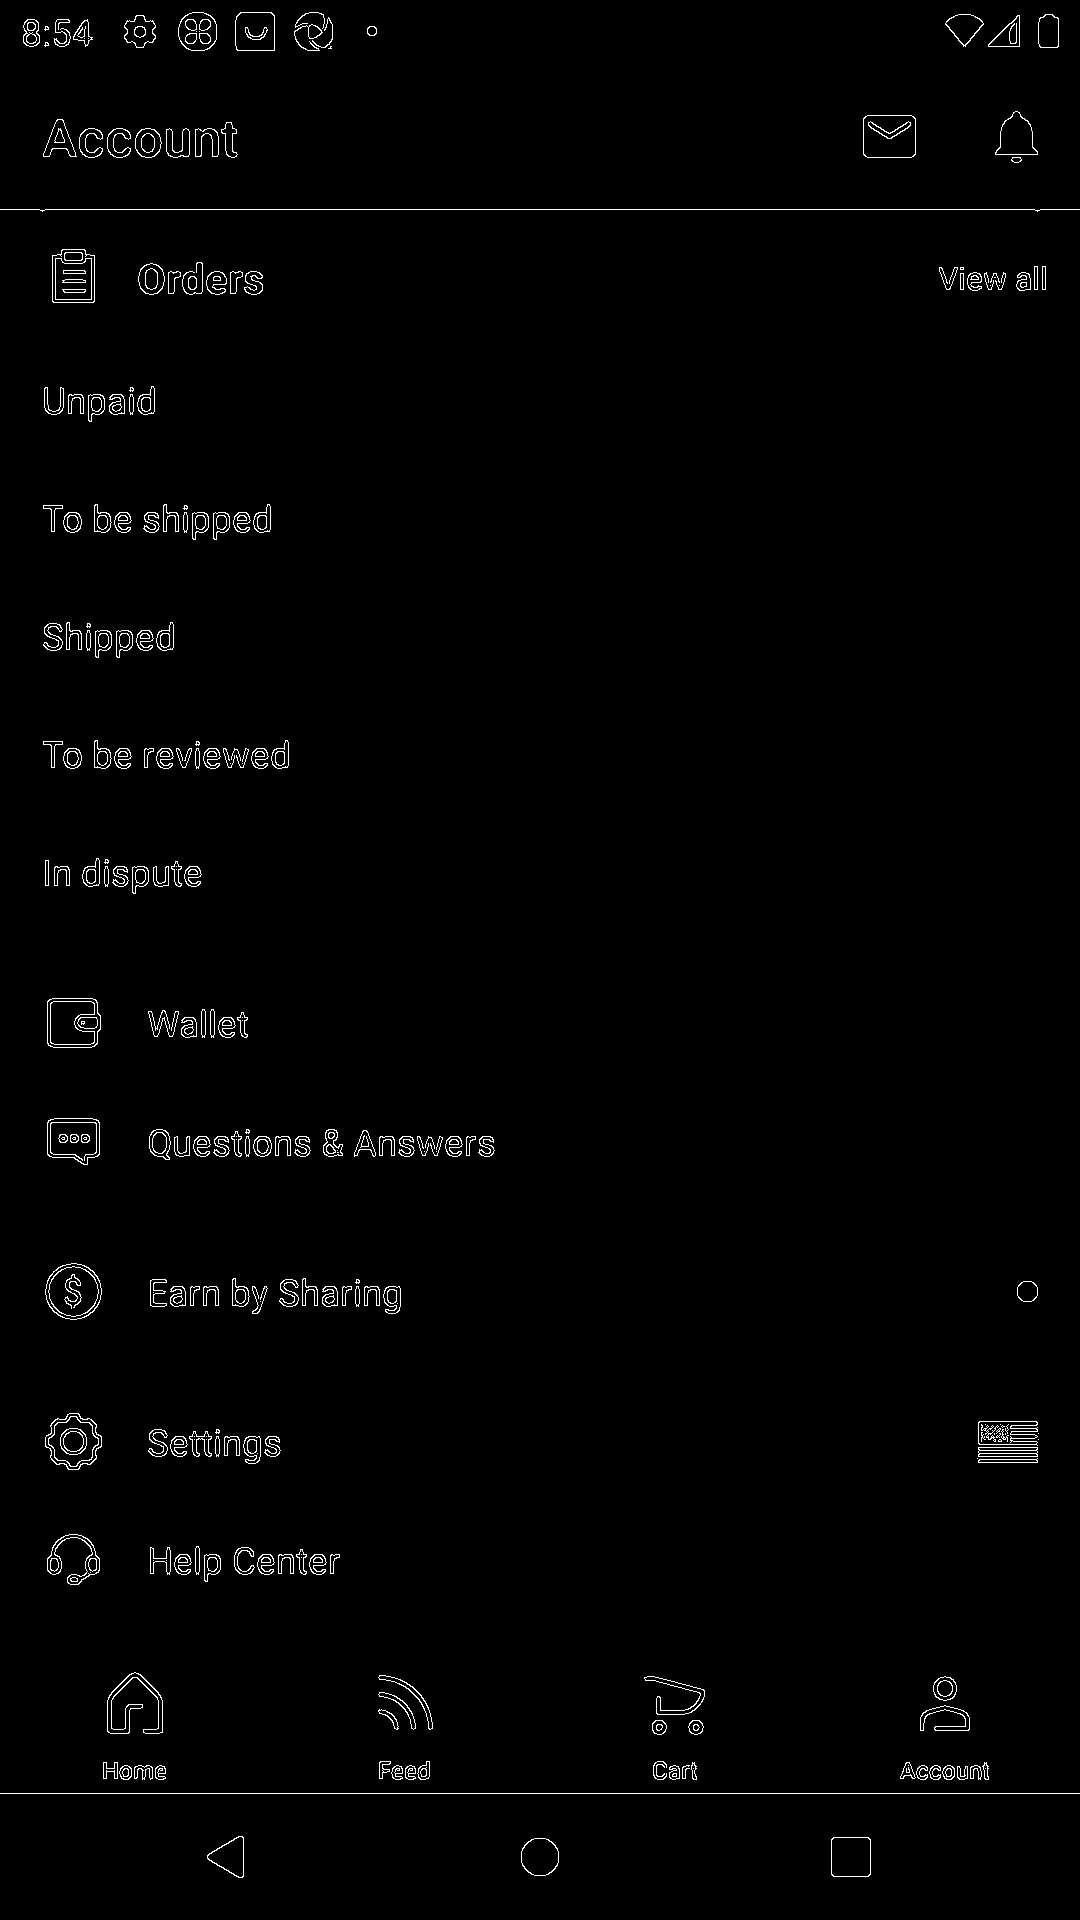 8:54
Account
Orders
View all
Unpaid
To be shipped
Shipped
To be reviewed
In dispute
Wallet
Questions & Answers
Earn by Sharing
Settings
Help Center
Home
Feed
Cart
Account